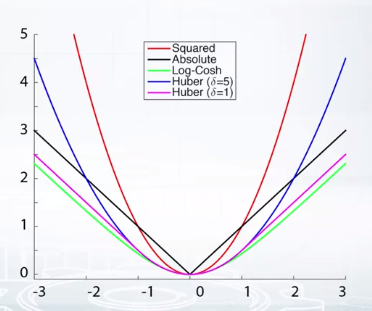 5
4
3
2
1
0
Squared
Absolute
Log-Cosh
Huber (δ=5)
Huber (δ=1)
-3 -2 -1 0 1 2 3